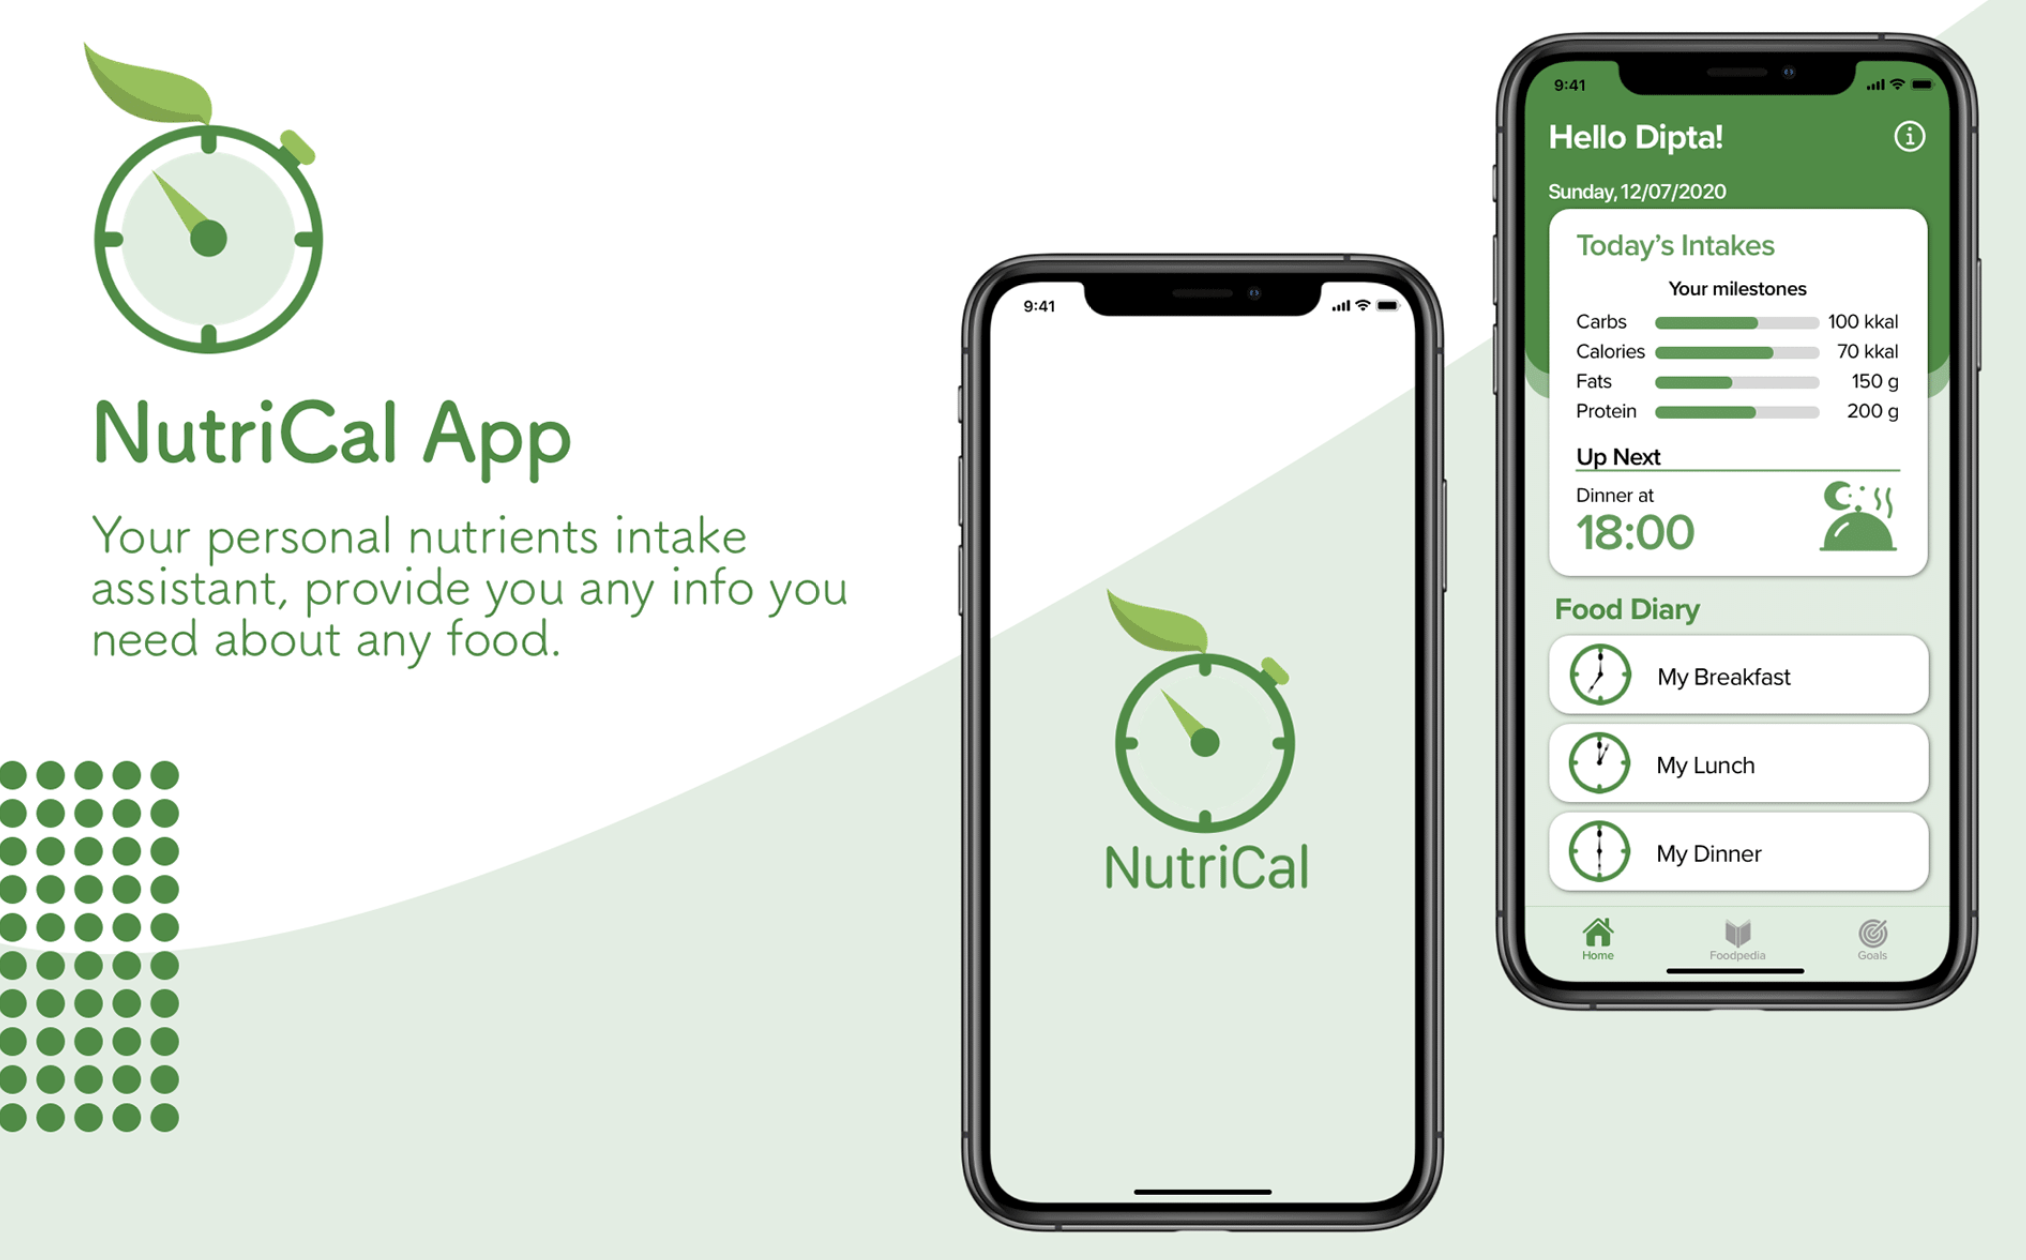 NutriCal App
Your personal nutrients intake
assistant, provide you any info you
need about any food.
9:41
NutriCal
9:41
Hello Dipta!
Sunday, 12/07/2020
Today's Intakes
Your milestones
Carbs 100 kkal
Calories 70 kkal
Fats 150 g
Protein 200 g
Up Next
Dinner at
18:00
Food Diary
My Breakfast
My Lunch
My Dinner
Home Foodpedia Goals